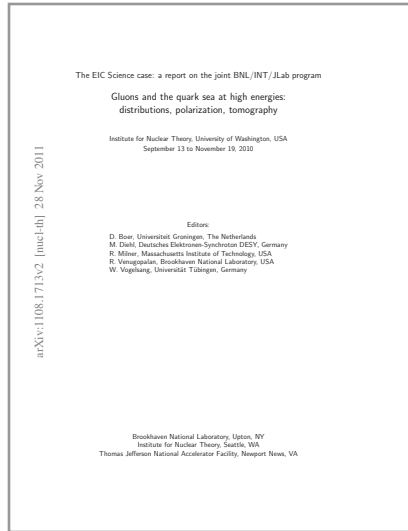 The EIC Science case: a report on the joint BNL/INT/JLab program
Gluons and the quark sea at high energies:
distributions, polarization, tomography
Institute for Nuclear Theory, University of Washington, USA
September 13 to November 19, 2010
arXiv:1108.1713v2 [nucl-th] 28 Nov 2011
Editors:
D. Boer, Universiteit Groningen, The Netherlands
M. Diehl, Deutsches Elektronen-Synchroton DESY, Germany
R. Milner, Massachusetts Institute of Technology, USA
R. Venugopalan, Brookhaven National Laboratory, USA
W. Vogelsang, Universität Tübingen, Germany
Brookhaven National Laboratory, Upton, NY
Institute for Nuclear Theory, Seattle, WA
Thomas Jefferson National Accelerator Facility, Newport News, VA